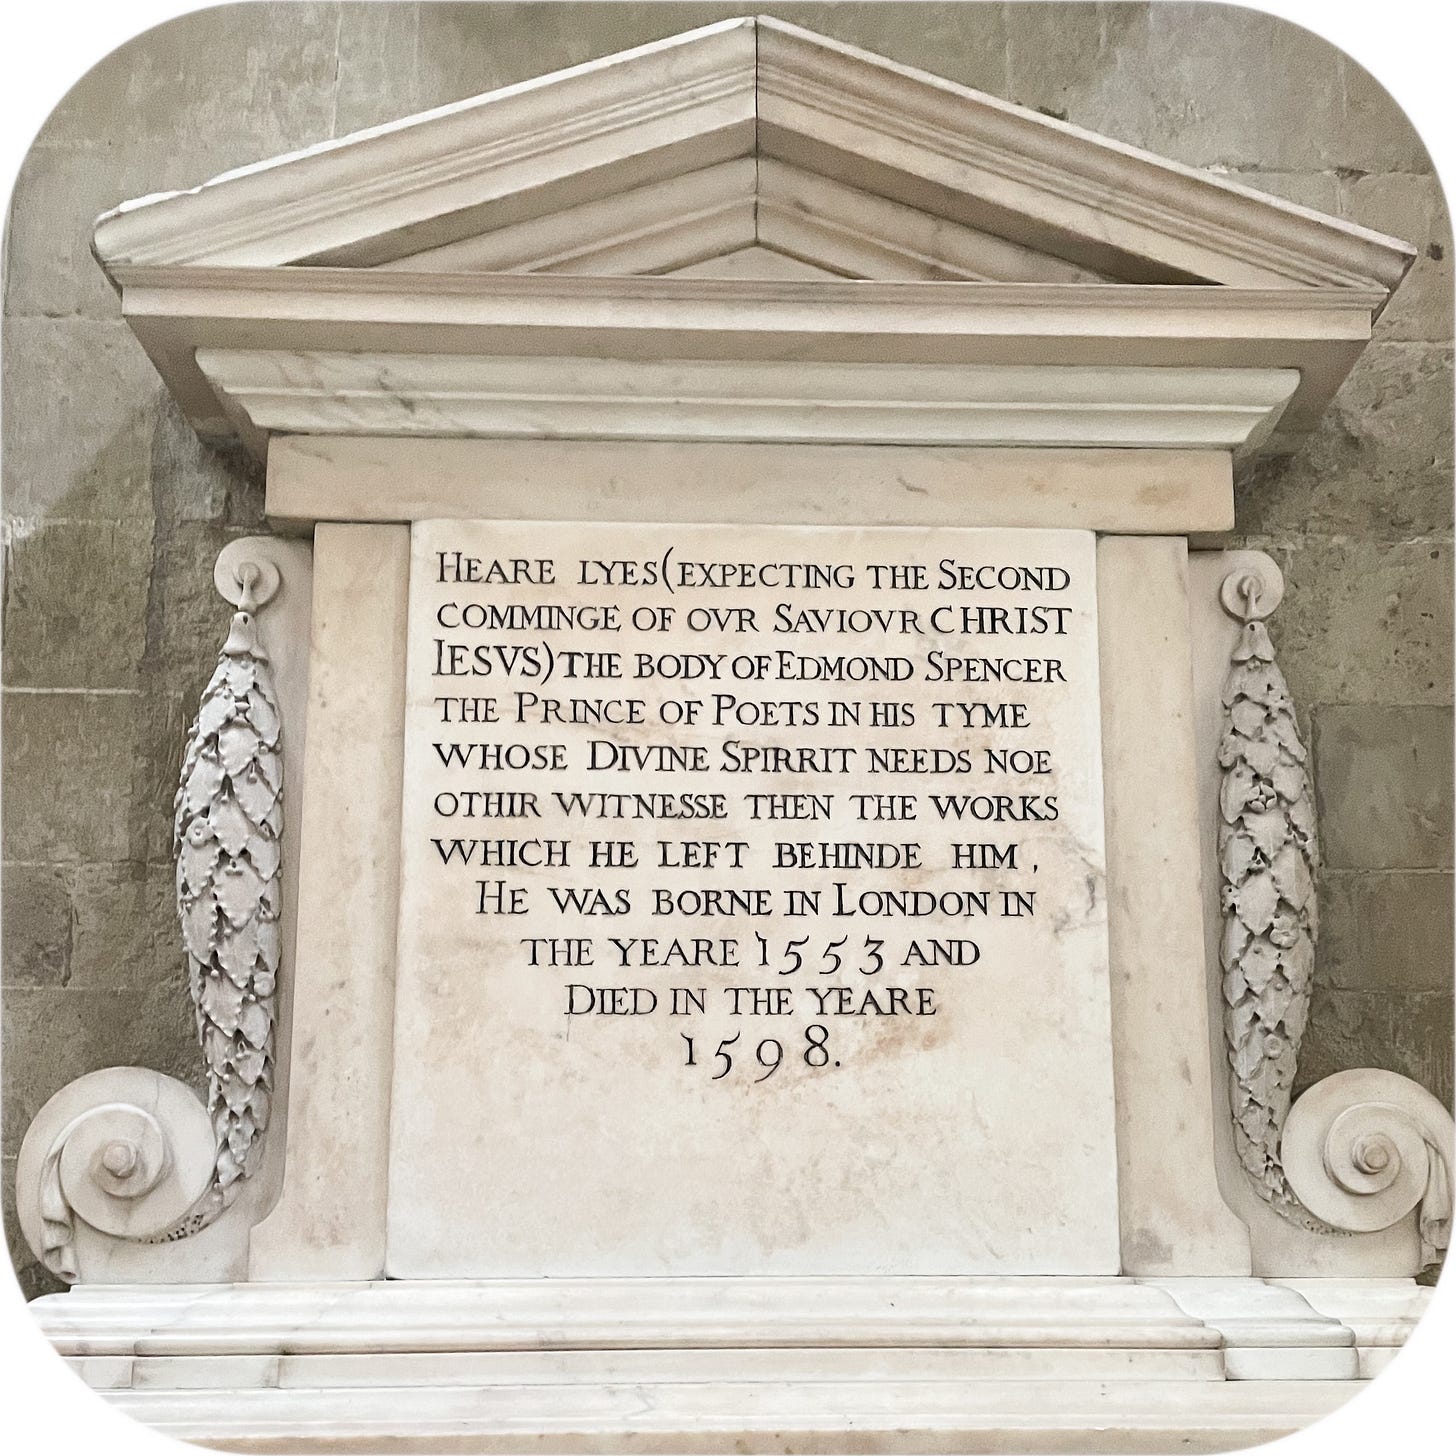 HEARE LYES (EXPECTING THE SECOND
COMMINGE OF OVR SAVIOVR CHRIST
IESVS) THE BODY OF EDMOND SPENCER
THE PRINCE OF POETS IN HIS TYME
WHOSE DIVINE SPIRRIT NEEDS NOE
OTHIR WITNESSE THEN THE WORKS
WHICH HE LEFT BEHINDE HIM,
HE WAS BORNE IN LONDON IN
THE YEARE 1553 AND
DIED IN THE YEARE
1598.